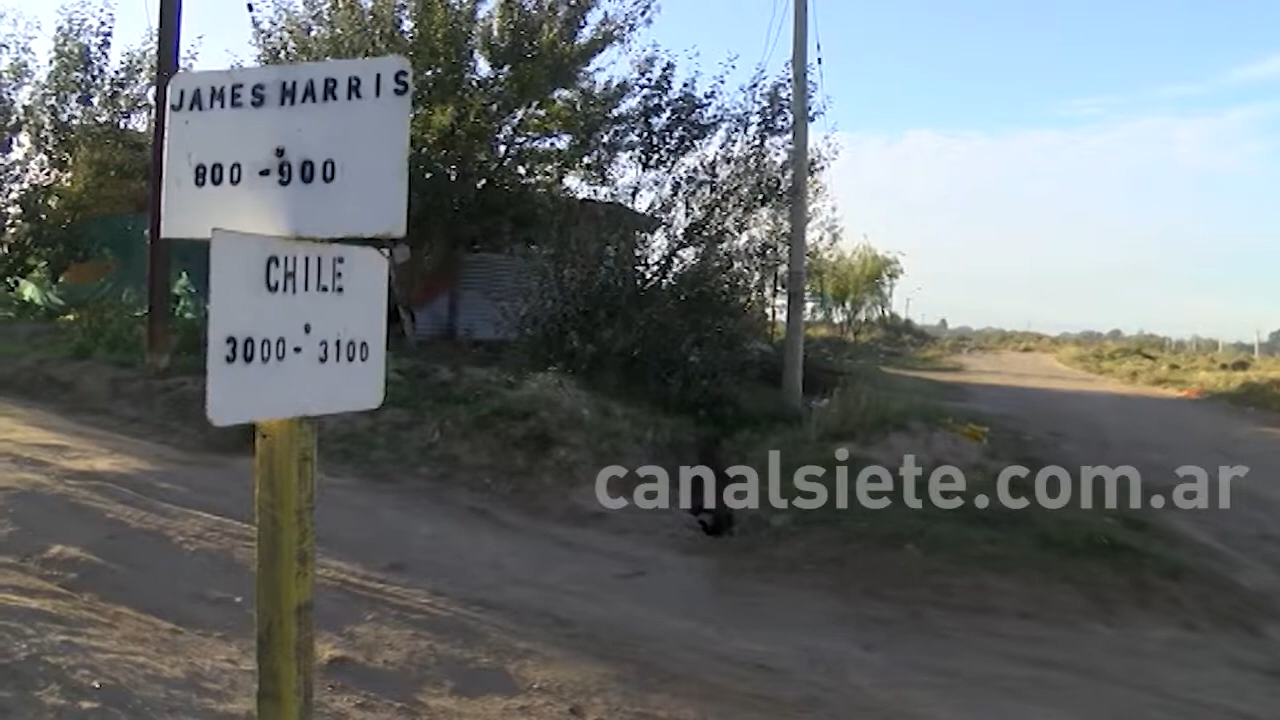 JAMES HARRIS
800 - 900
CHILE
3000 - 3100
canalsiete.com.ar